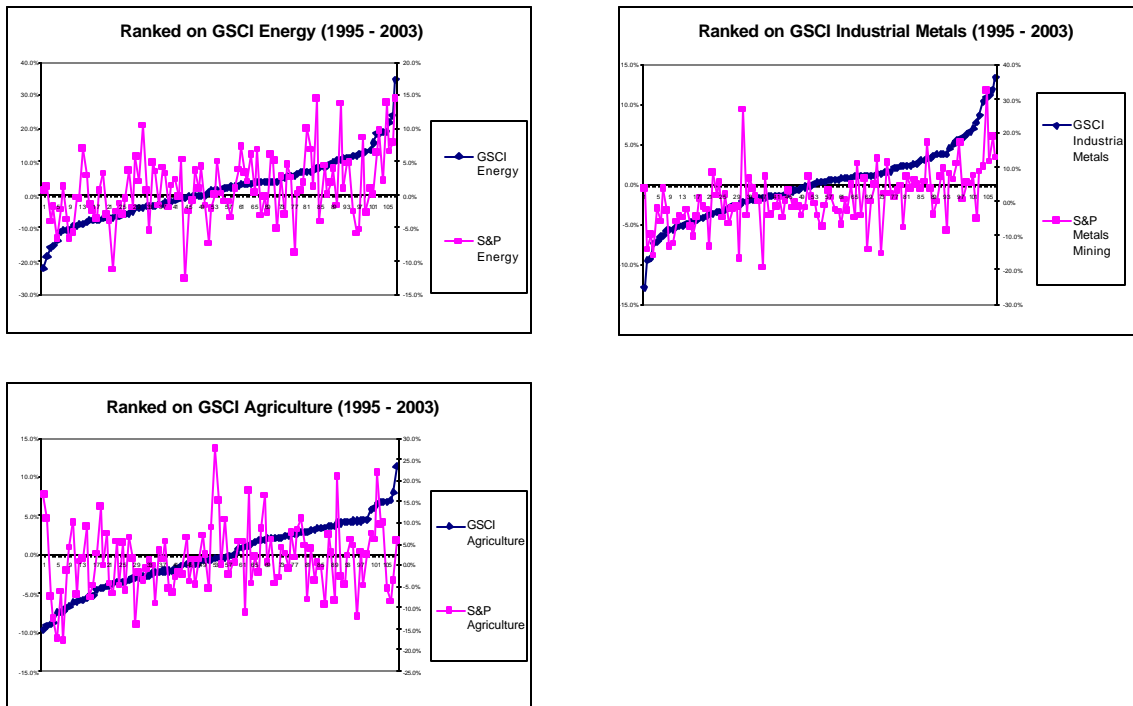 Ranked on GSCI Energy (1995 - 2003)
40.0%
30.0%
20.0%
10.0%
0.0%
-10.0%
-20.0%
-30.0%
20.0%
15.0%
10.0%
5.0%
0.0%
-5.0%
-10.0%
-15.0%
GSCI
Energy
S&P
Energy
Ranked on GSCI Industrial Metals (1995 - 2003)
15.0%
10.0%
5.0%
0.0%
-5.0%
-10.0%
-15.0%
40.0%
30.0%
20.0%
10.0%
0.0%
-10.0%
-20.0%
-30.0%
GSCI
Industria
Metals
S&P
Metals
Mining
Ranked on GSCI Agriculture (1995 - 2003)
15.0%
10.0%
5.0%
0.0%
-5.0%
-10.0%
-15.0%
30.0%
25.0%
20.0%
15.0%
10.0%
5.0%
0.0%
-5.0%
-10.0%
-15.0%
-20.0%
-25.0%
GSCI
Agriculture
S&P
Agriculture